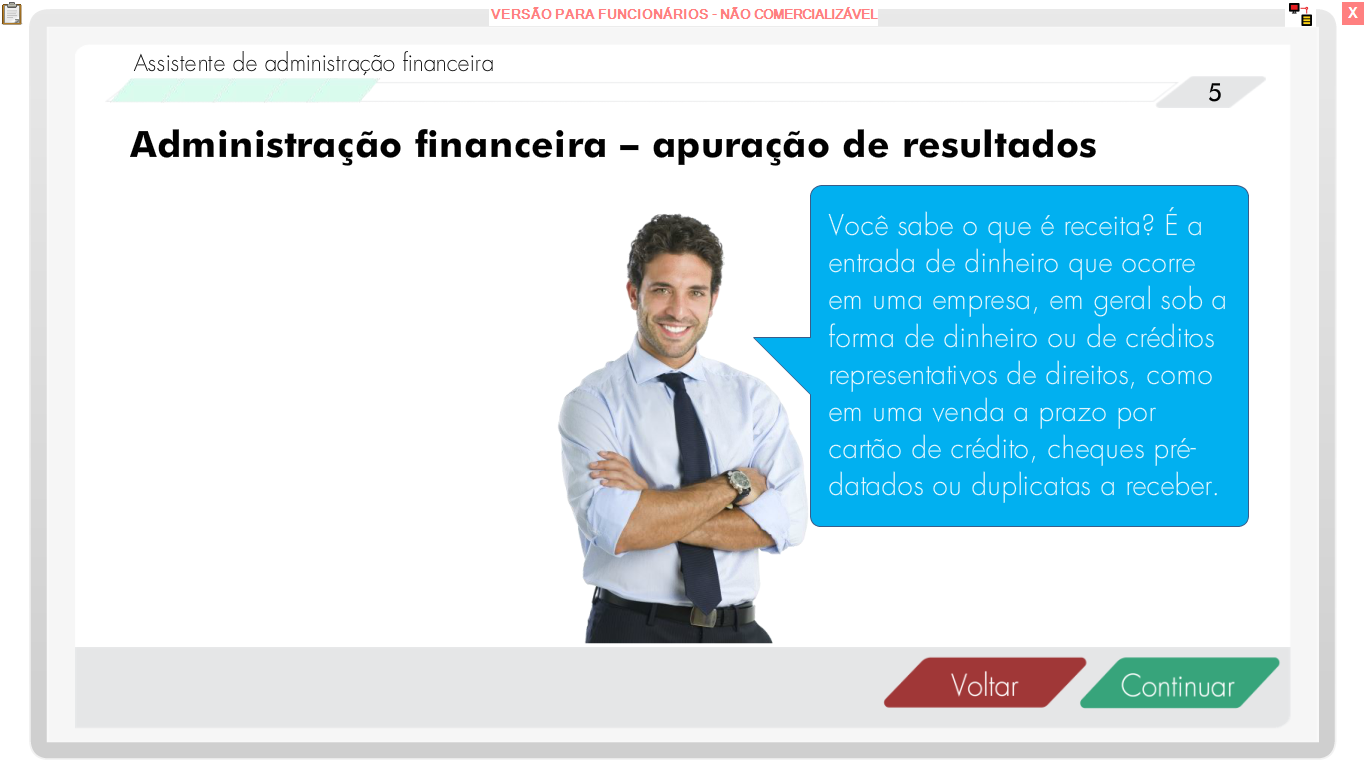 VERSÃO PARA FUNCIONÁRIOS - NÃO COMERCIALIZÁVEL
X
Assistente de administração financeira
5
Administração financeira – apuração de resultados
Você sabe o que é receita? É a
entrada de dinheiro que ocorre
em uma empresa, em geral sob a
forma de dinheiro ou de créditos
representativos de direitos, como
em uma venda a prazo por
cartão de crédito, cheques pré-
datados ou duplicatas a receber.
Voltar
Continuar